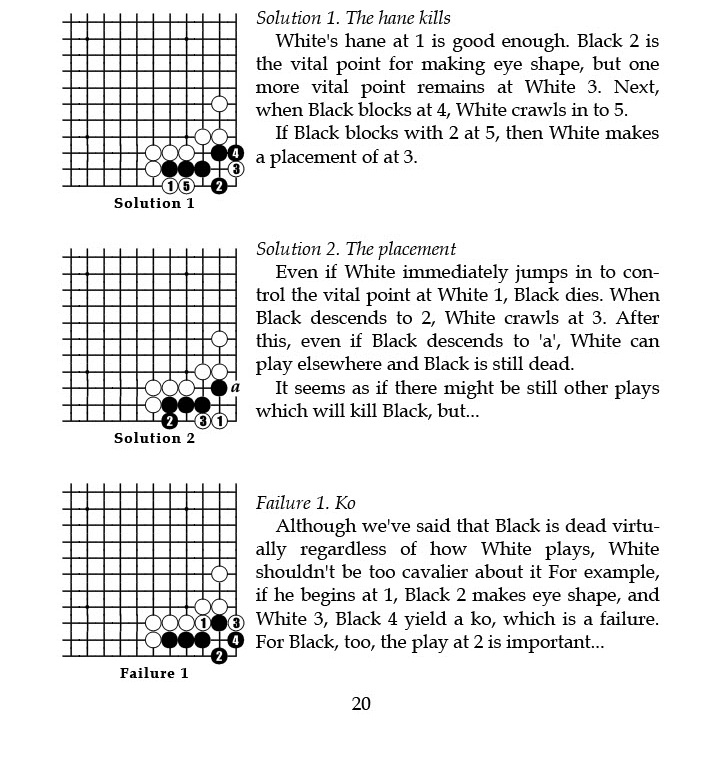 Solution 1. The hane kills
White's hane at 1 is good enough. Black 2 is
the vital point for making eye shape, but one
more vital point remains at White 3. Next,
when Black blocks at 4, White crawls in to 5.
If Black blocks with 2 at 5, then White makes
a placement of at 3.
4
3
1 5 2
Solution 1
Solution 2. The placement
Even if White immediately jumps in to con-
trol the vital point at White 1, Black dies. When
Black descends to 2, White crawls at 3. After
this, even if Black descends to 'a', White can
play elsewhere and Black is still dead.
It seems as if there might be still other plays
which will kill Black, but...
a
2 3 1
Solution 2
Failure 1. Ko
Although we've said that Black is dead virtu-
ally regardless of how White plays, White
shouldn't be too cavalier about it For example,
if he begins at 1, Black 2 makes eye shape, and
White 3, Black 4 yield a ko, which is a failure.
For Black, too, the play at 2 is important...
1 3
4
2
Failure 1
20